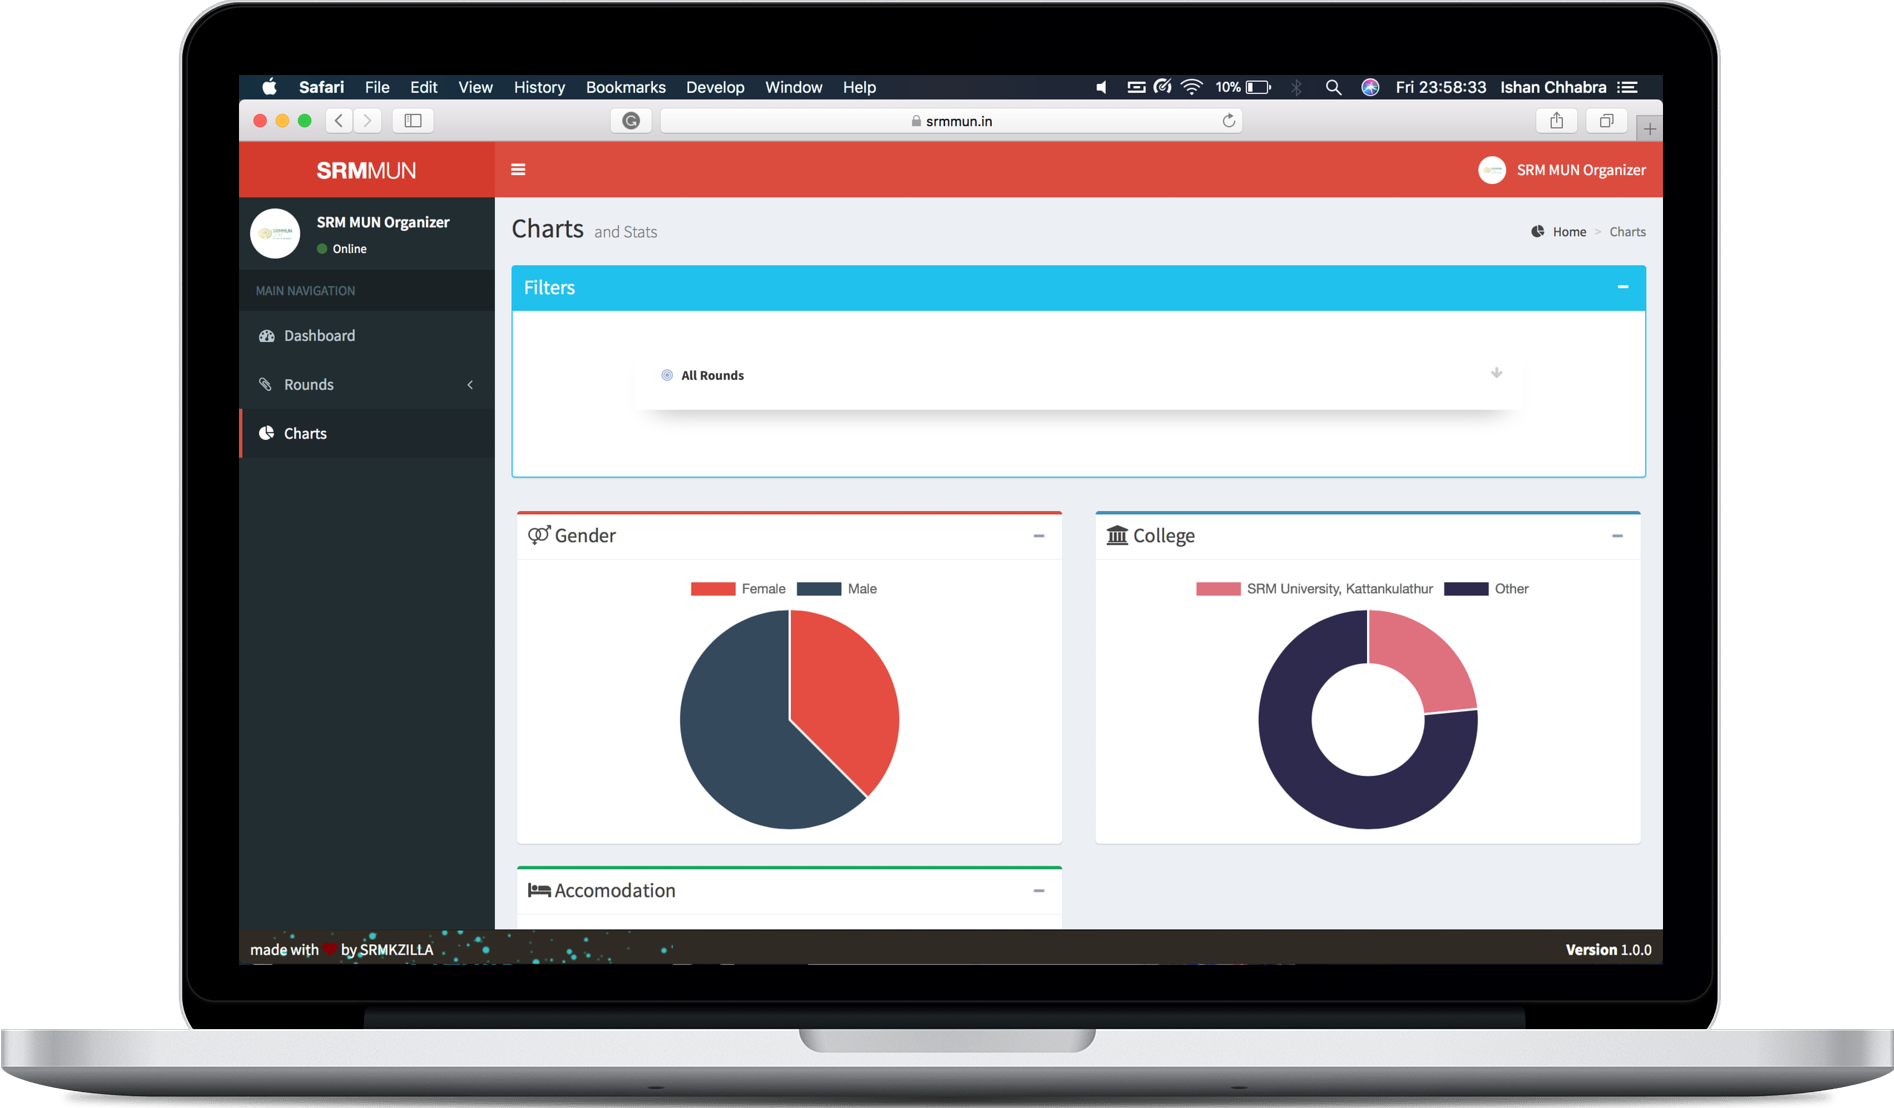 Safari File Edit View History Bookmarks Develop Window Help 10% Fri 23:58:33 Ishan Chhabra
srmmun.in
SRMMUN
SRM MUN Organizer
SRM MUN Organizer
Online
MAIN NAVIGATION
Dashboard
Rounds
Charts
Charts and Stats
Home > Charts
Filters
All Rounds
Gender
Female Male
College
SRM University, Kattankulathur Other
Accomodation
made with ❤ by SRMKZILLA
Version 1.0.0